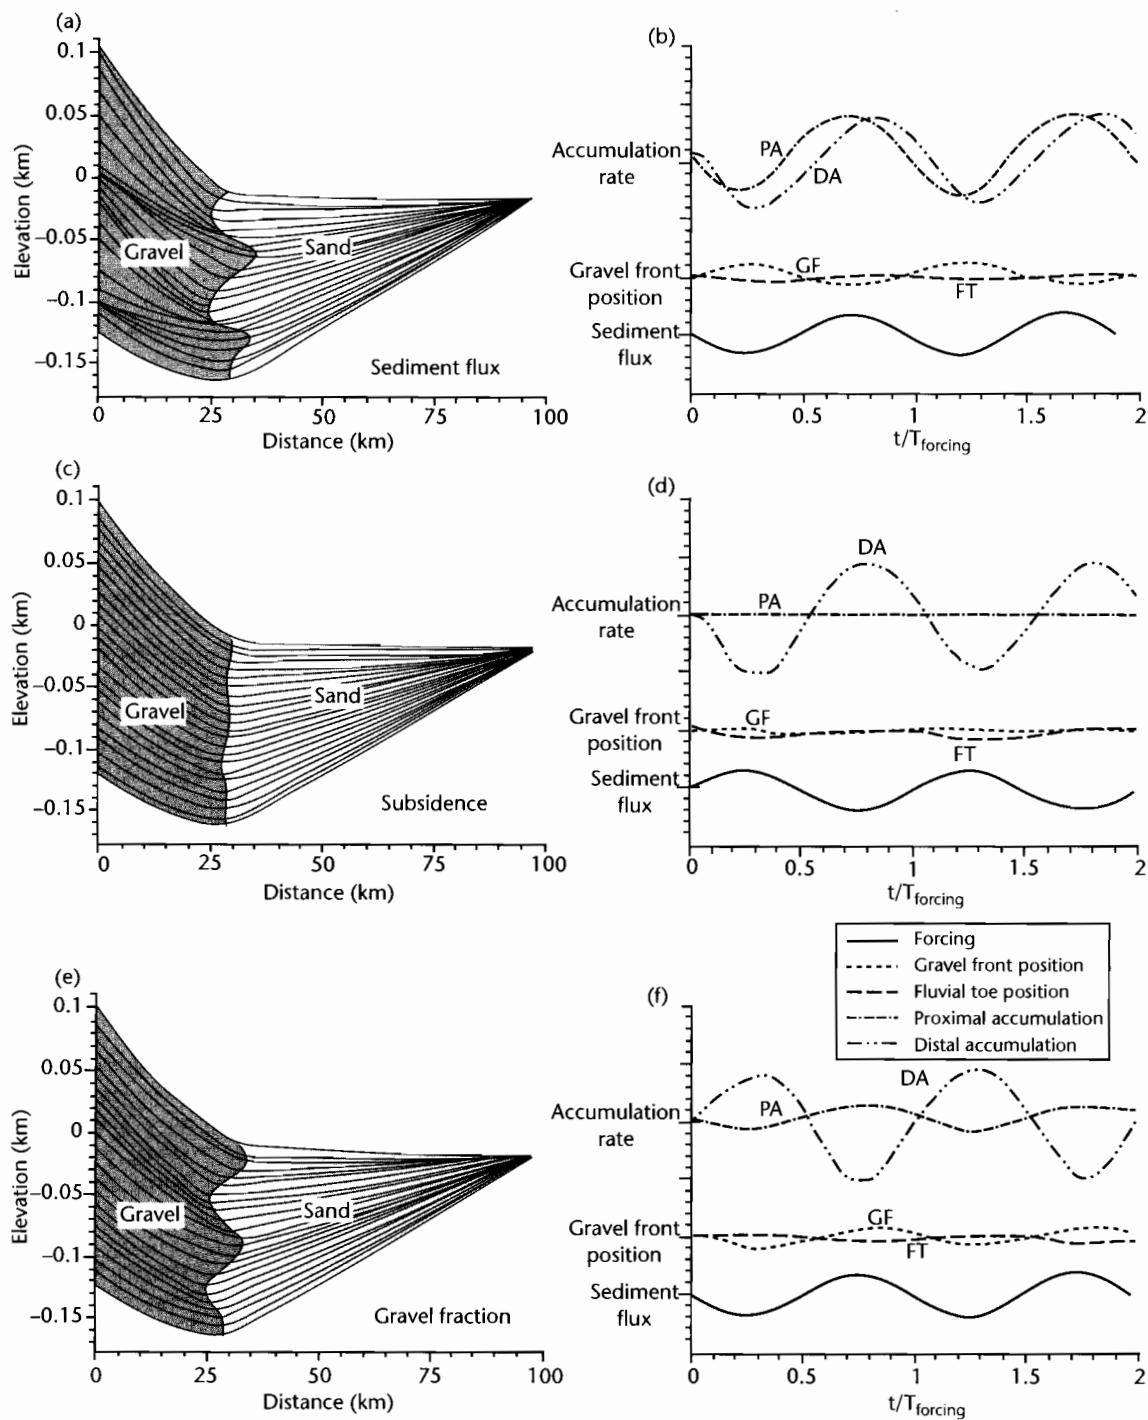 (a)
0.1
0.05
0
−0.05
−0.1
−0.15
Elevation (km)
Gravel
Sand
Sediment flux
0
25
50
75
100
Distance (km)
(b)
Accumulation
rate
PA
DA
Gravel front
position
GF
FT
Sediment
flux
0
0.5
1
1.5
2
t/Tforcing
(c)
0.1
0.05
0
−0.05
−0.1
−0.15
Elevation (km)
Gravel
Sand
Subsidence
0
25
50
75
100
Distance (km)
(d)
Accumulation
rate
PA
DA
Gravel front
position
GF
FT
Sediment
flux
0
0.5
1
1.5
2
t/Tforcing
Forcing
Gravel front position
Fluvial toe position
Proximal accumulation
Distal accumulation
(e)
0.1
0.05
0
−0.05
−0.1
−0.15
Elevation (km)
Gravel
Sand
Gravel fraction
0
25
50
75
100
Distance (km)
(f)
Accumulation
rate
PA
DA
Gravel front
position
GF
FT
Sediment
flux
0
0.5
1
1.5
2
t/Tforcing